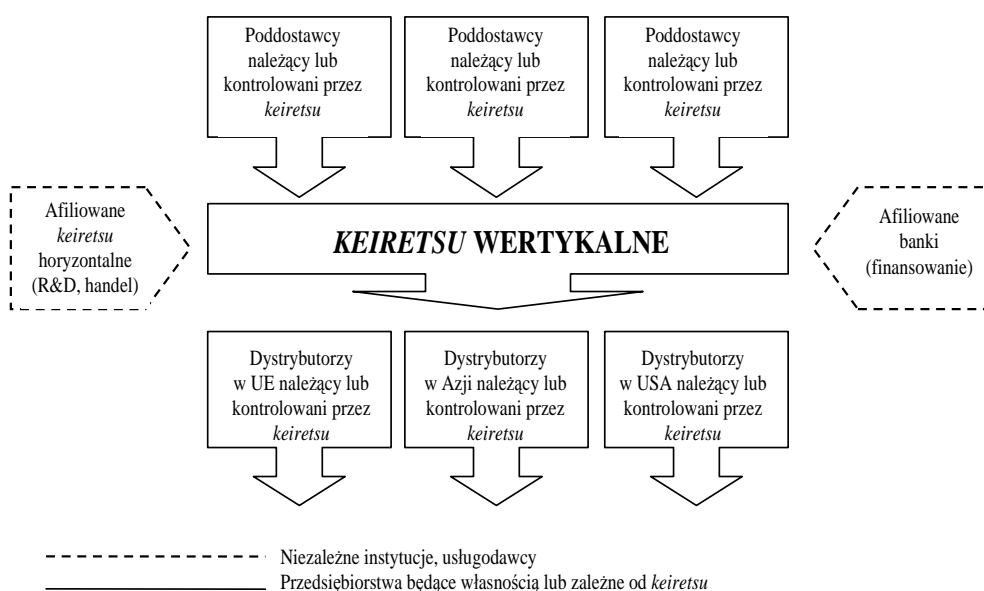 Poddostawcy
należący lub
kontrolowani przez
keiretsu
Poddostawcy
należący lub
kontrolowani przez
keiretsu
Poddostawcy
należący lub
kontrolowani przez
keiretsu
Afiliowane
keiretsu
horyzontalne
(R&D, handel)
KEIRETSU WERTYKALNE
Afiliowane
banki
(finansowanie)
Dystrybutorzy
w UE należący lub
kontrolowani przez
keiretsu
Dystrybutorzy
w Azji należący lub
kontrolowani przez
keiretsu
Dystrybutorzy
w USA należący lub
kontrolowani przez
keiretsu
Niezależne instytucje, usługodawcy
Przedsiębiorstwa będące własnością lub zależne od keiretsu